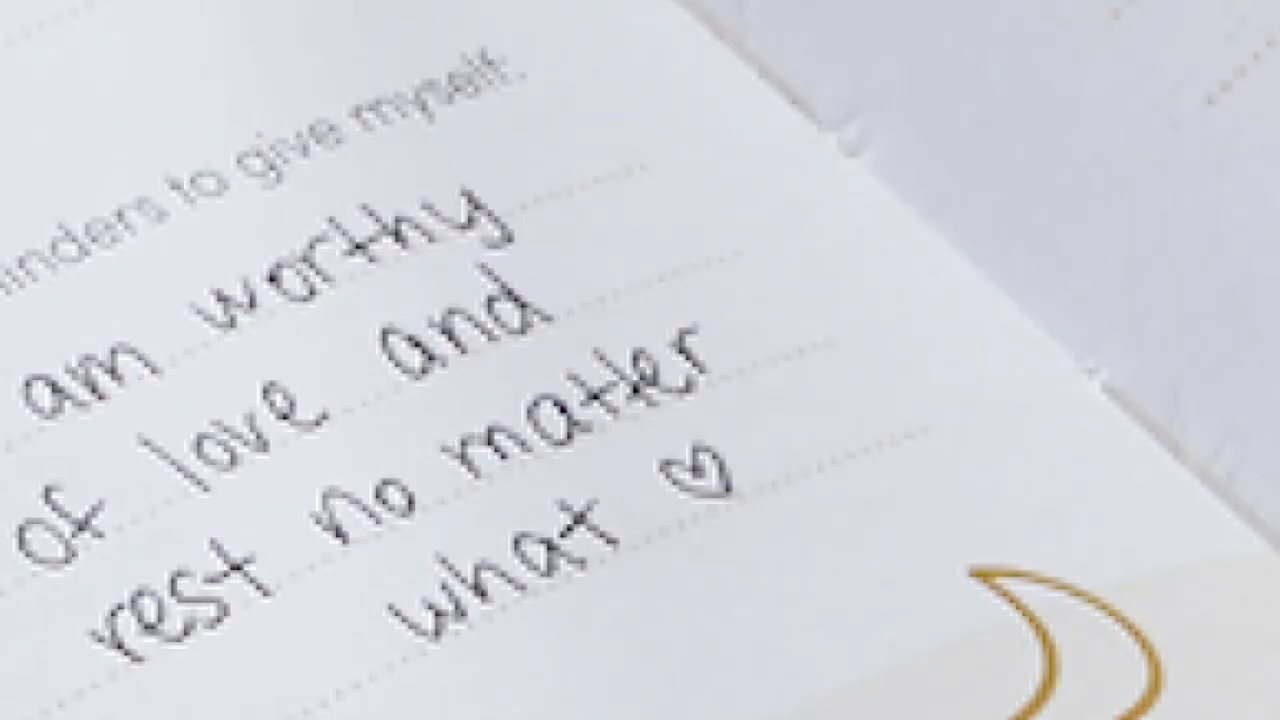 to give myself.
am worthy
of love and
rest no matter
what ♡